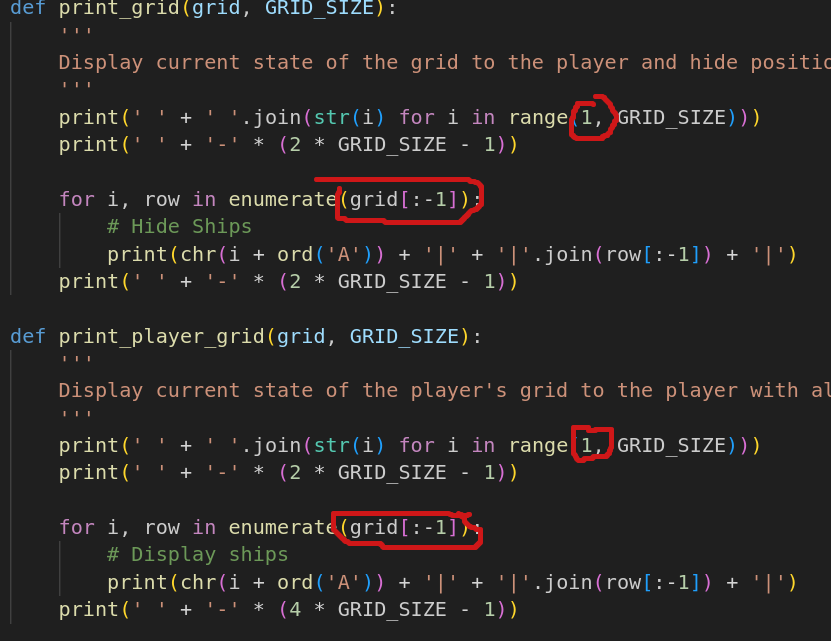 def print_grid(grid, GRID_SIZE):
'''
Display current state of the grid to the player and hide positio
'''
print(' ' + ' '.join(str(i) for i in range(1, GRID_SIZE)))
print(' ' + '-' * (2 * GRID_SIZE - 1))
for i, row in enumerate(grid[:-1]):
# Hide Ships
print(chr(i + ord('A')) + '|' + '|'.join(row[:-1]) + '|')
print(' ' + '-' * (2 * GRID_SIZE - 1))
def print_player_grid(grid, GRID_SIZE):
'''
Display current state of the player's grid to the player with al
'''
print(' ' + ' '.join(str(i) for i in range(1, GRID_SIZE)))
print(' ' + '-' * (2 * GRID_SIZE - 1))
for i, row in enumerate(grid[:-1]):
# Display ships
print(chr(i + ord('A')) + '|' + '|'.join(row[:-1]) + '|')
print(' ' + '-' * (4 * GRID_SIZE - 1))